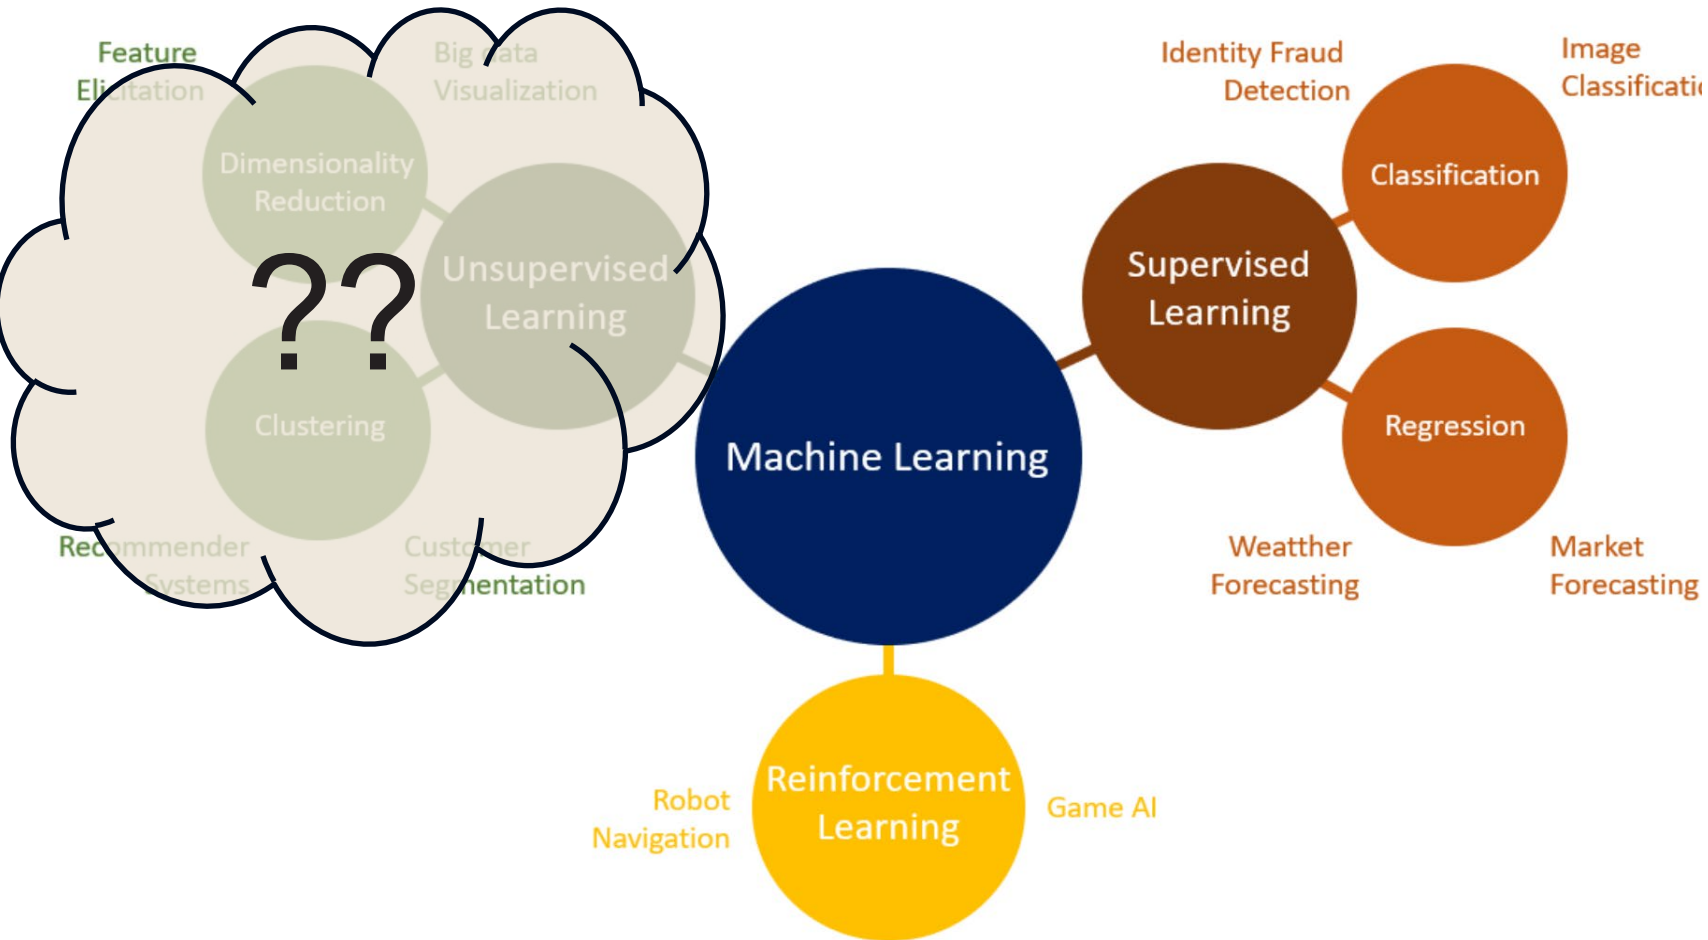 Feature
Elicitation
Big data
Visualization
Dimensionality
Reduction
Unsupervised
Learning
??
Clustering
Recommender
Systems
Customer
Segmentation
Machine Learning
Identity Fraud
Detection
Image
Classificatio
Classification
Supervised
Learning
Regression
Weatther
Forecasting
Market
Forecasting
Reinforcement
Learning
Robot
Navigation
Game AI